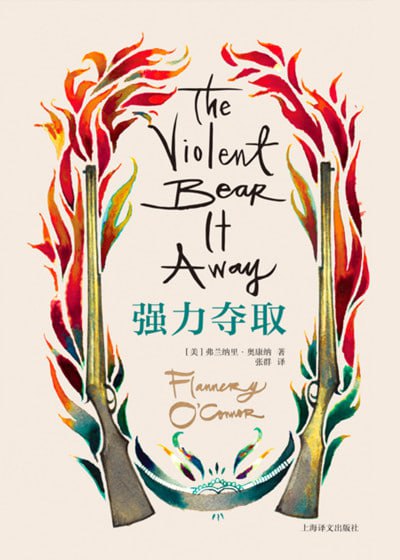 The
Violent
Bear
It
Away
强力夺取
［美］弗兰纳里·奥康纳 著
张群 译
Flannery
O'Connor
上海译文出版社